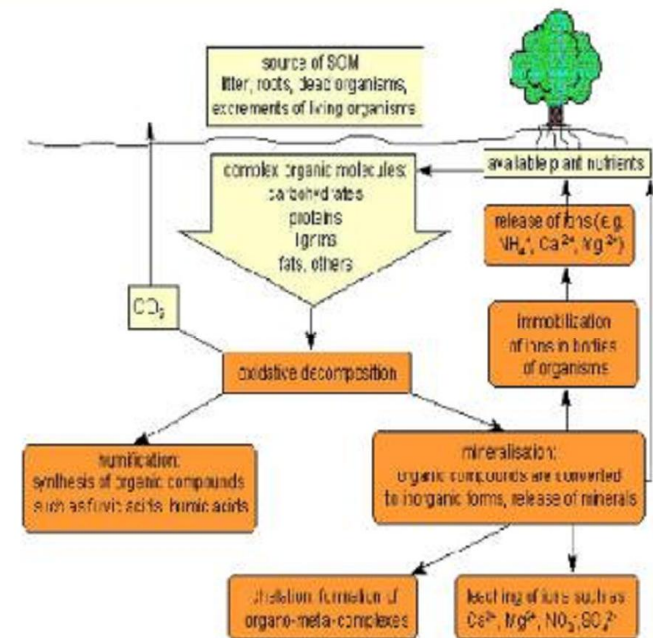 source of SOM
litter, roots, dead organisms,
excrements of living organisms
available plant nutrients
complex organic molecules:
carbohydrates
proteins
lignins
fats, others
release of ions (e.g.
NH₄⁺, Ca²⁺, Mg²⁺)
CO₂
immobilization
of ions in bodies
of organisms
oxidative decomposition
humification:
synthesis of organic compounds
such as fulvic acids, humic acids
mineralisation:
organic compounds are converted
to inorganic forms, release of minerals
chelation, formation of
organo-metal-complexes
leaching of ions such as
Ca²⁺, Mg²⁺, NO₃⁻, SO₄²⁻